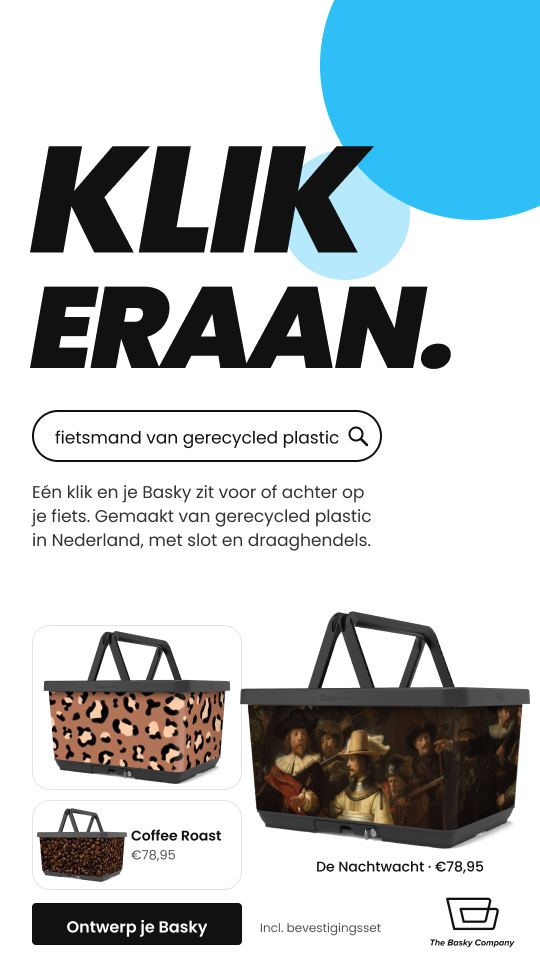 KLIK
ERAAN.
fietsmand van gerecycled plastic
Eén klik en je Basky zit voor of achter op
je fiets. Gemaakt van gerecycled plastic
in Nederland, met slot en draaghendels.
Coffee Roast
€78,95
De Nachtwacht · €78,95
Ontwerp je Basky
Incl. bevestigingsset
The Basky Company